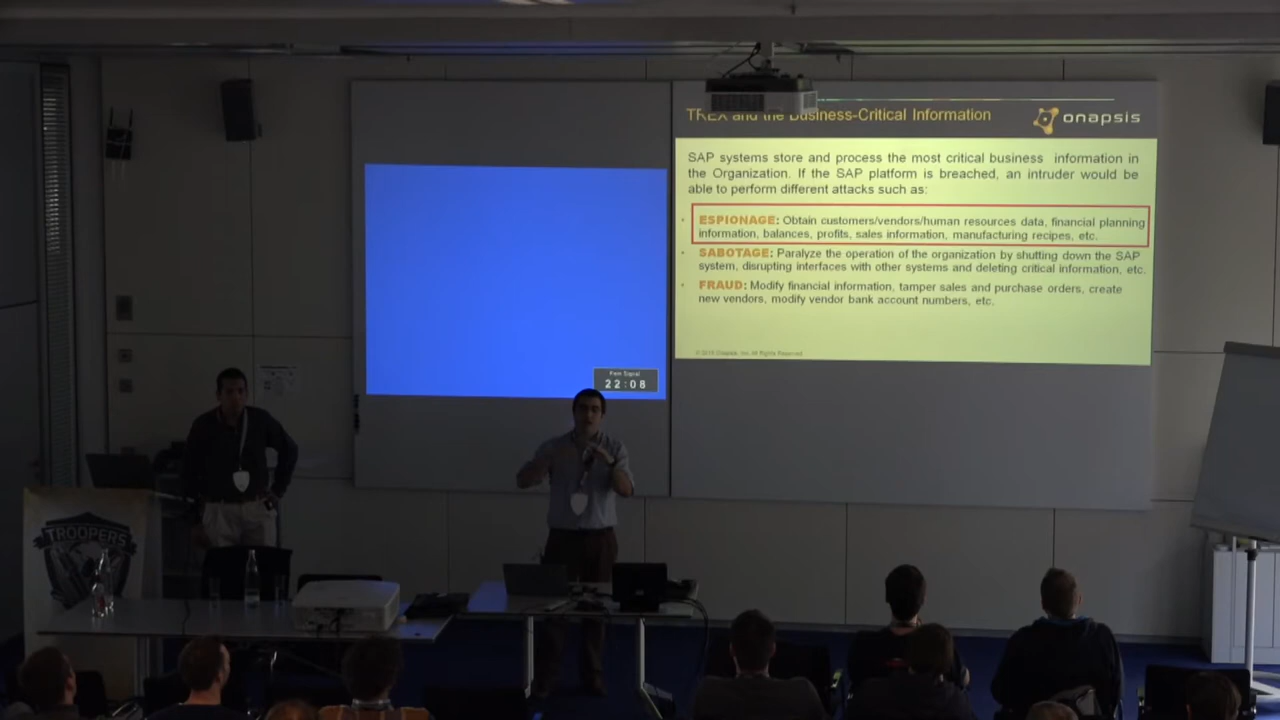 TREX and the Business-Critical Information
onapsis
SAP systems store and process the most critical business information in
the Organization. If the SAP platform is breached, an intruder would be
able to perform different attacks such as:
ESPIONAGE: Obtain customers/vendors/human resources data, financial planning
information, balances, profits, sales information, manufacturing recipes, etc.
SABOTAGE: Paralyze the operation of the organization by shutting down the SAP
system, disrupting interfaces with other systems and deleting critical information, etc.
FRAUD: Modify financial information, tamper sales and purchase orders, create
new vendors, modify vendor bank account numbers, etc.
Onapsis, Inc. All Rights Reserved
22:08
TROOPERS